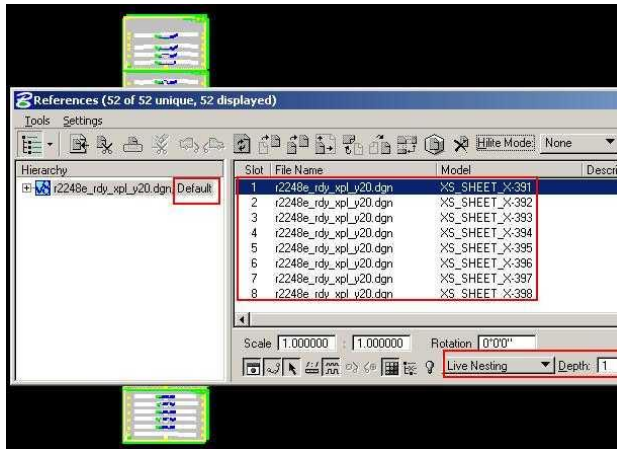 References (52 of 52 unique, 52 displayed)
Tools Settings
Hilite Mode: None
Hierarchy
r2248e_rdy_xpl_y20.dgn, Default
Slot File Name Model Descri
1 r2248e_rdy_xpl_y20.dgn XS_SHEET_X-391
2 r2248e_rdy_xpl_y20.dgn XS_SHEET_X-392
3 r2248e_rdy_xpl_y20.dgn XS_SHEET_X-393
4 r2248e_rdy_xpl_y20.dgn XS_SHEET_X-394
5 r2248e_rdy_xpl_y20.dgn XS_SHEET_X-395
6 r2248e_rdy_xpl_y20.dgn XS_SHEET_X-396
7 r2248e_rdy_xpl_y20.dgn XS_SHEET_X-397
8 r2248e_rdy_xpl_y20.dgn XS_SHEET_X-398
Scale 1.000000 : 1.000000 Rotation 0°0'0"
Live Nesting Depth: 1